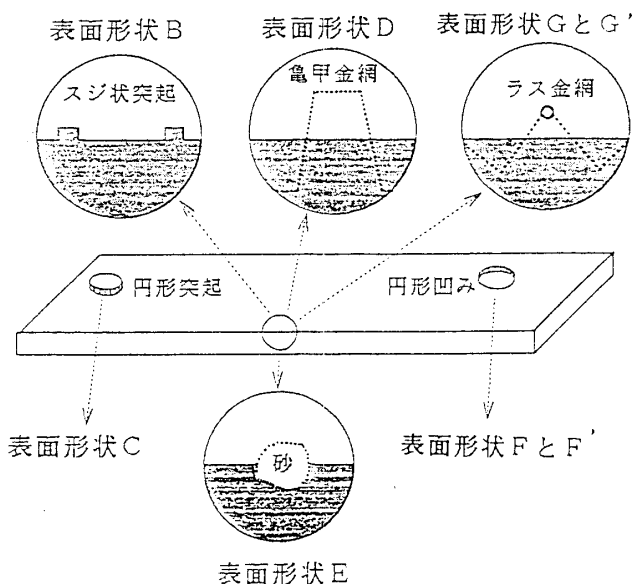 表面形状B
表面形状D
表面形状GとG'
スジ状突起
亀甲金網
ラス金網
円形突起
円形凹み
表面形状C
砂
表面形状FとF'
表面形状E